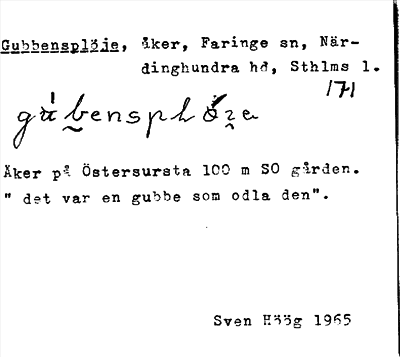 Gubbensplöje, åker, Faringe sn, När-
dinghundra hd, Sthlms l.
171
Åker på Östersursta 100 m SO gården.
" det var en gubbe som odla den".
Sven Höög 1965